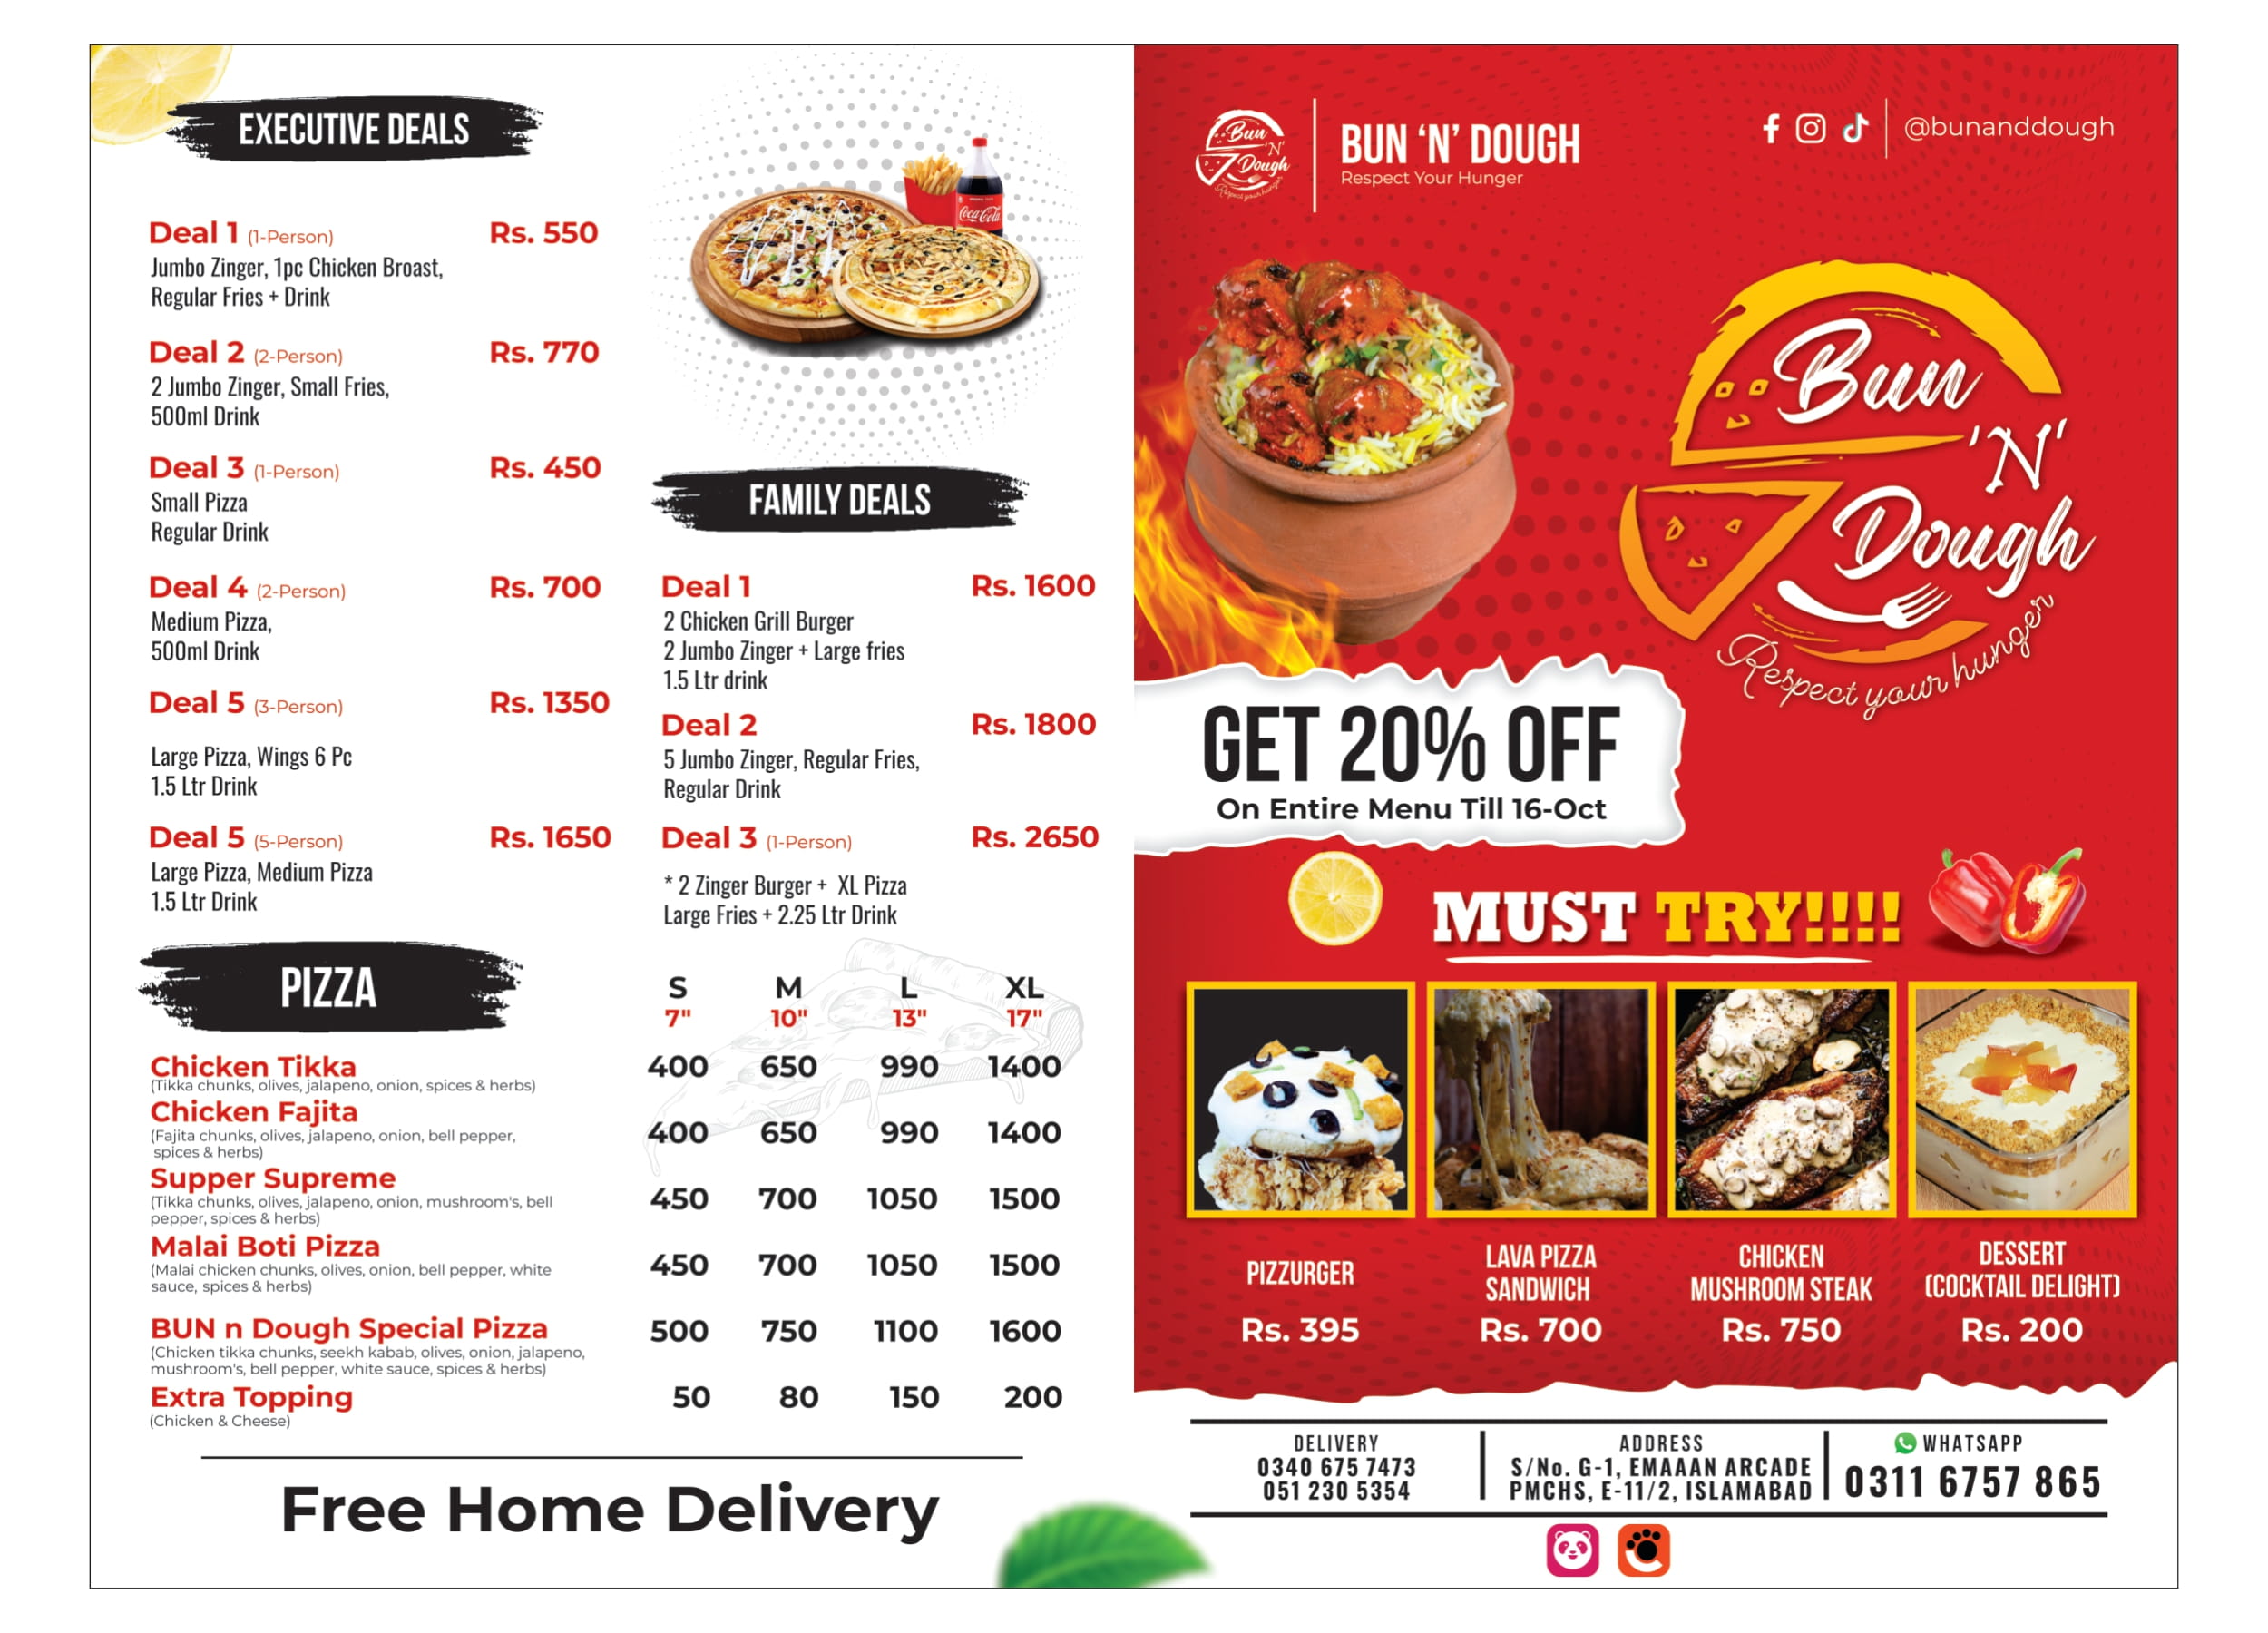 EXECUTIVE DEALS
Deal 1 (1-Person) Rs. 550
Jumbo Zinger, 1pc Chicken Broast,
Regular Fries + Drink
Deal 2 (2-Person) Rs. 770
2 Jumbo Zinger, Small Fries,
500ml Drink
Deal 3 (1-Person) Rs. 450
Small Pizza
Regular Drink
Deal 4 (2-Person) Rs. 700
Medium Pizza,
500ml Drink
Deal 5 (3-Person) Rs. 1350
Large Pizza, Wings 6 Pc
1.5 Ltr Drink
Deal 5 (5-Person) Rs. 1650
Large Pizza, Medium Pizza
1.5 Ltr Drink
Coca-Cola
FAMILY DEALS
Deal 1 Rs. 1600
2 Chicken Grill Burger
2 Jumbo Zinger + Large fries
1.5 Ltr drink
Deal 2 Rs. 1800
5 Jumbo Zinger, Regular Fries,
Regular Drink
Deal 3 (1-Person) Rs. 2650
* 2 Zinger Burger + XL Pizza
Large Fries + 2.25 Ltr Drink
PIZZA
S M L XL
7" 10" 13" 17"
Chicken Tikka 400 650 990 1400
(Tikka chunks, olives, jalapeno, onion, spices & herbs)
Chicken Fajita 400 650 990 1400
(Fajita chunks, olives, jalapeno, onion, bell pepper,
spices & herbs)
Supper Supreme 450 700 1050 1500
(Tikka chunks, olives, jalapeno, onion, mushroom's, bell
pepper, spices & herbs)
Malai Boti Pizza 450 700 1050 1500
(Malai chicken chunks, olives, onion, bell pepper, white
sauce, spices & herbs)
BUN n Dough Special Pizza 500 750 1100 1600
(Chicken tikka chunks, seekh kabab, olives, onion, jalapeno,
mushroom's, bell pepper, white sauce, spices & herbs)
Extra Topping 50 80 150 200
(Chicken & Cheese)
Free Home Delivery
Bun
'N'
Dough
Respect your hunger
BUN ‘N’ DOUGH
Respect Your Hunger
@bunanddough
Bun
'N'
Dough
Respect your hunger
GET 20% OFF
On Entire Menu Till 16-Oct
MUST TRY!!!!
PIZZURGER
Rs. 395
LAVA PIZZA
SANDWICH
Rs. 700
CHICKEN
MUSHROOM STEAK
Rs. 750
DESSERT
(COCKTAIL DELIGHT)
Rs. 200
DELIVERY
0340 675 7473
051 230 5354
ADDRESS
S/No. G-1, EMAAAN ARCADE
PMCHS, E-11/2, ISLAMABAD
WHATSAPP
0311 6757 865